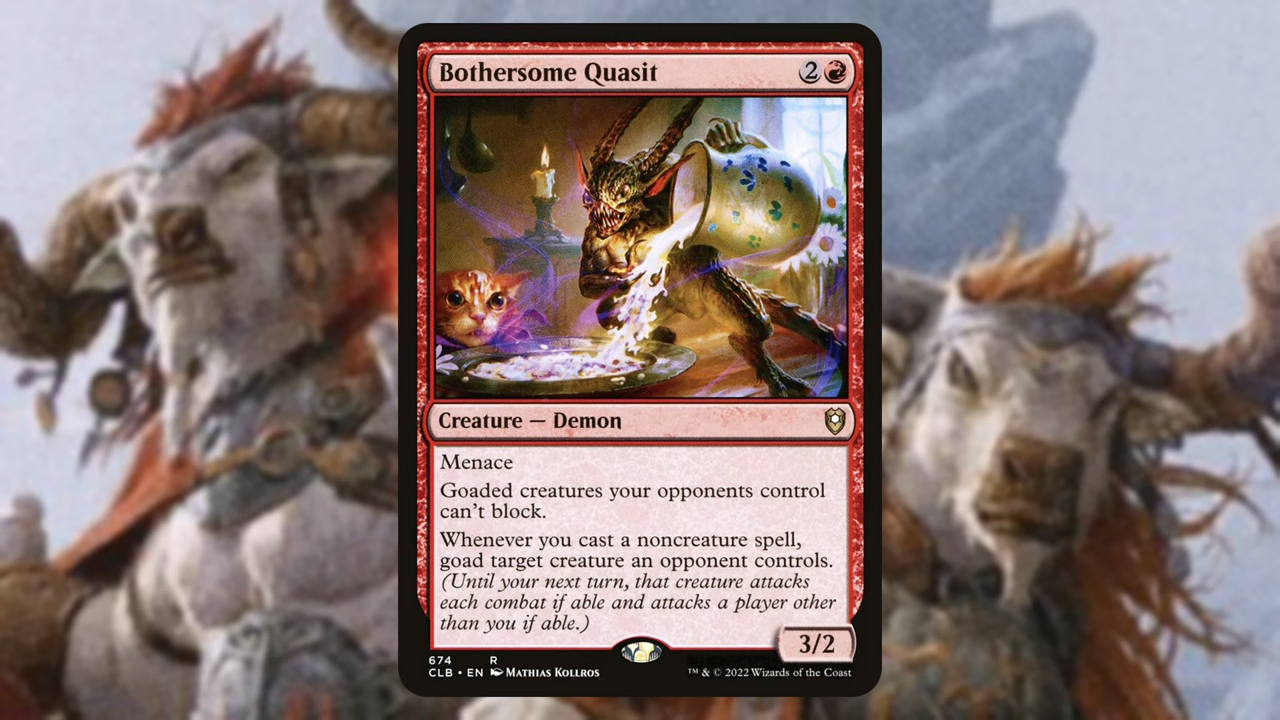 Bothersome Quasit 2
Creature — Demon
Menace
Goaded creatures your opponents control
can't block.
Whenever you cast a noncreature spell,
goad target creature an opponent controls.
(Until your next turn, that creature attacks
each combat if able and attacks a player other
than you if able.)
3/2
674 R
CLB • EN Mathias Kollros ™ & © 2022 Wizards of the Coast